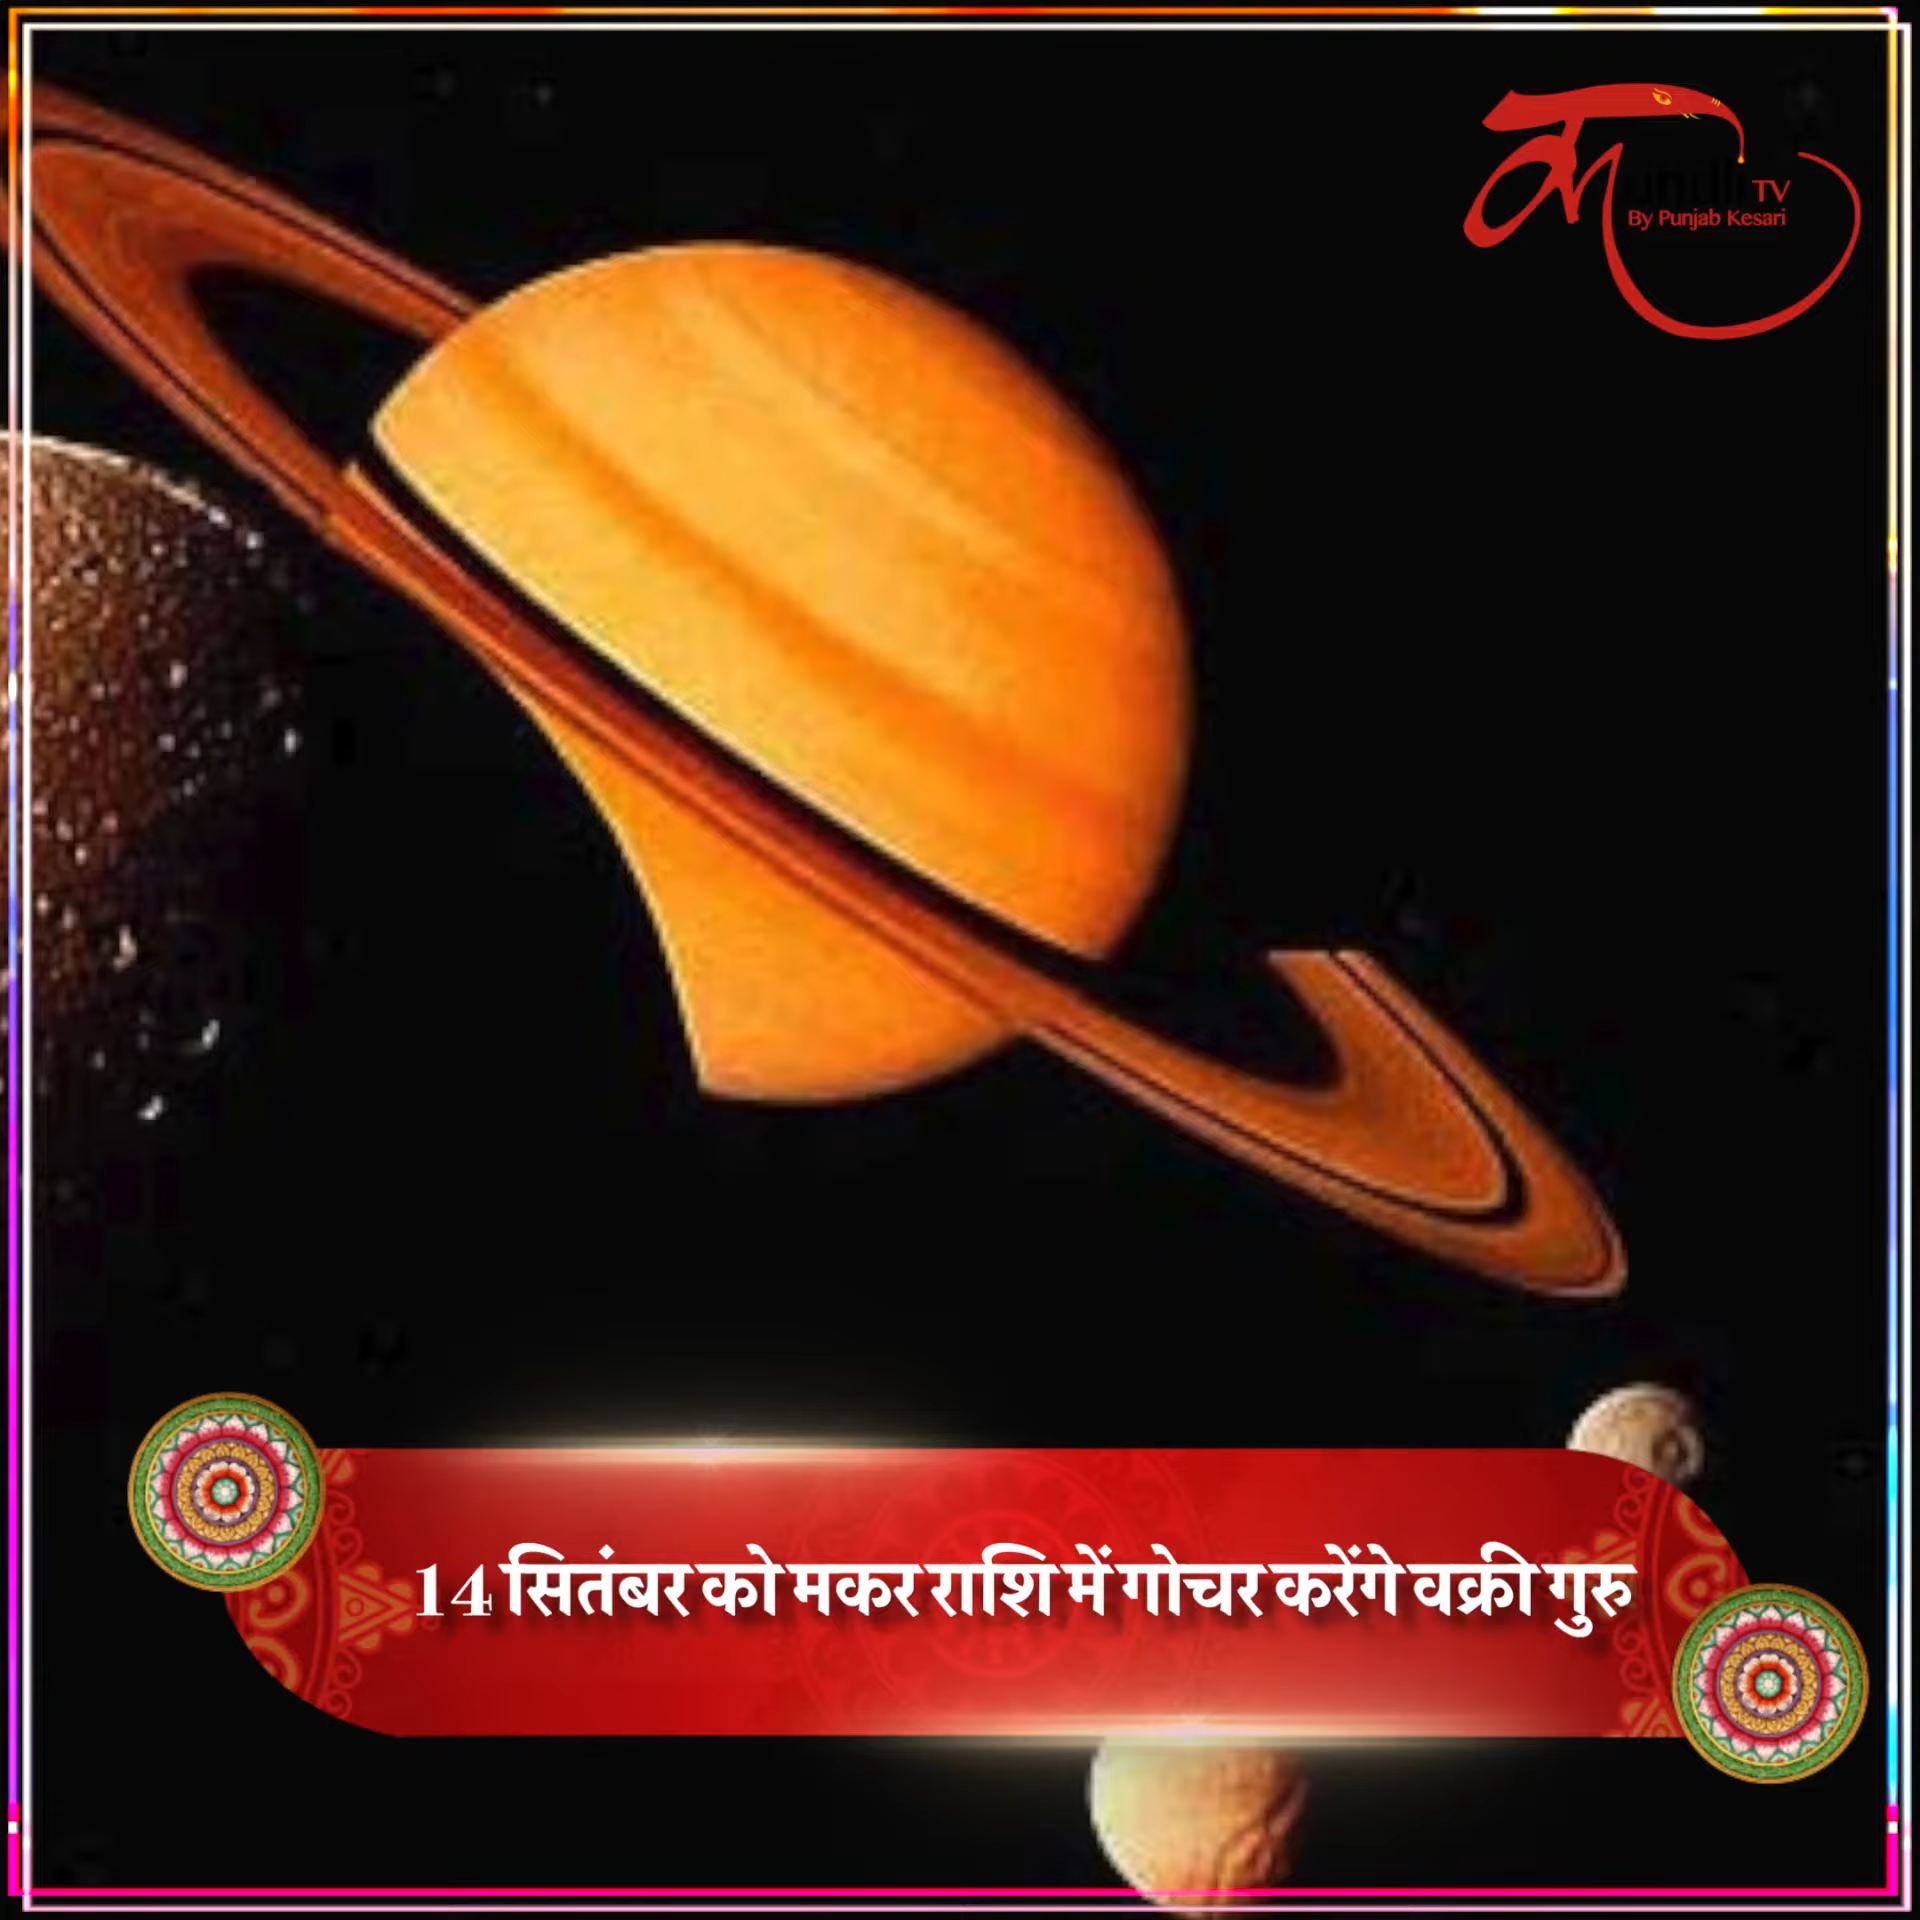 TV
By Punjab Kesari
14 सितंबर को मकर राशि में गोचर करेंगे वक्री गुरु